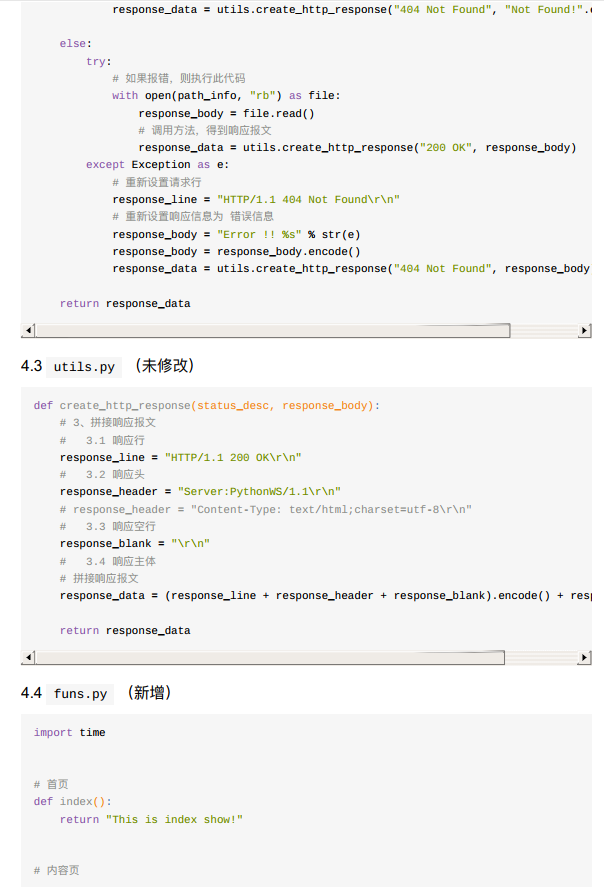 response_data = utils.create_http_response("404 Not Found", "Not Found!".
else:
try:
# 如果报错，则执行此代码
with open(path_info, "rb") as file:
response_body = file.read()
# 调用方法，得到响应报文
response_data = utils.create_http_response("200 OK", response_body)
except Exception as e:
# 重新设置请求行
response_line = "HTTP/1.1 404 Not Found\r\n"
# 重新设置响应信息为 错误信息
response_body = "Error !! %s" % str(e)
response_body = response_body.encode()
response_data = utils.create_http_response("404 Not Found", response_body
return response_data
4.3 utils.py （未修改）
def create_http_response(status_desc, response_body):
# 3、拼接响应报文
# 3.1 响应行
response_line = "HTTP/1.1 200 OK\r\n"
# 3.2 响应头
response_header = "Server:PythonWS/1.1\r\n"
# response_header = "Content-Type: text/html;charset=utf-8\r\n"
# 3.3 响应空行
response_blank = "\r\n"
# 3.4 响应主体
# 拼接响应报文
response_data = (response_line + response_header + response_blank).encode() + resp
return response_data
4.4 funs.py （新增）
import time
# 首页
def index():
return "This is index show!"
# 内容页